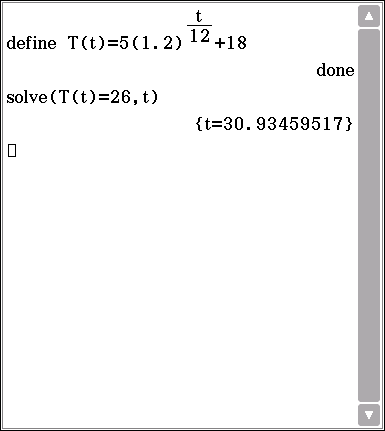 define T(t)=5(1.2)^(t/12)+18
done
solve(T(t)=26,t)
{t=30.93459517}